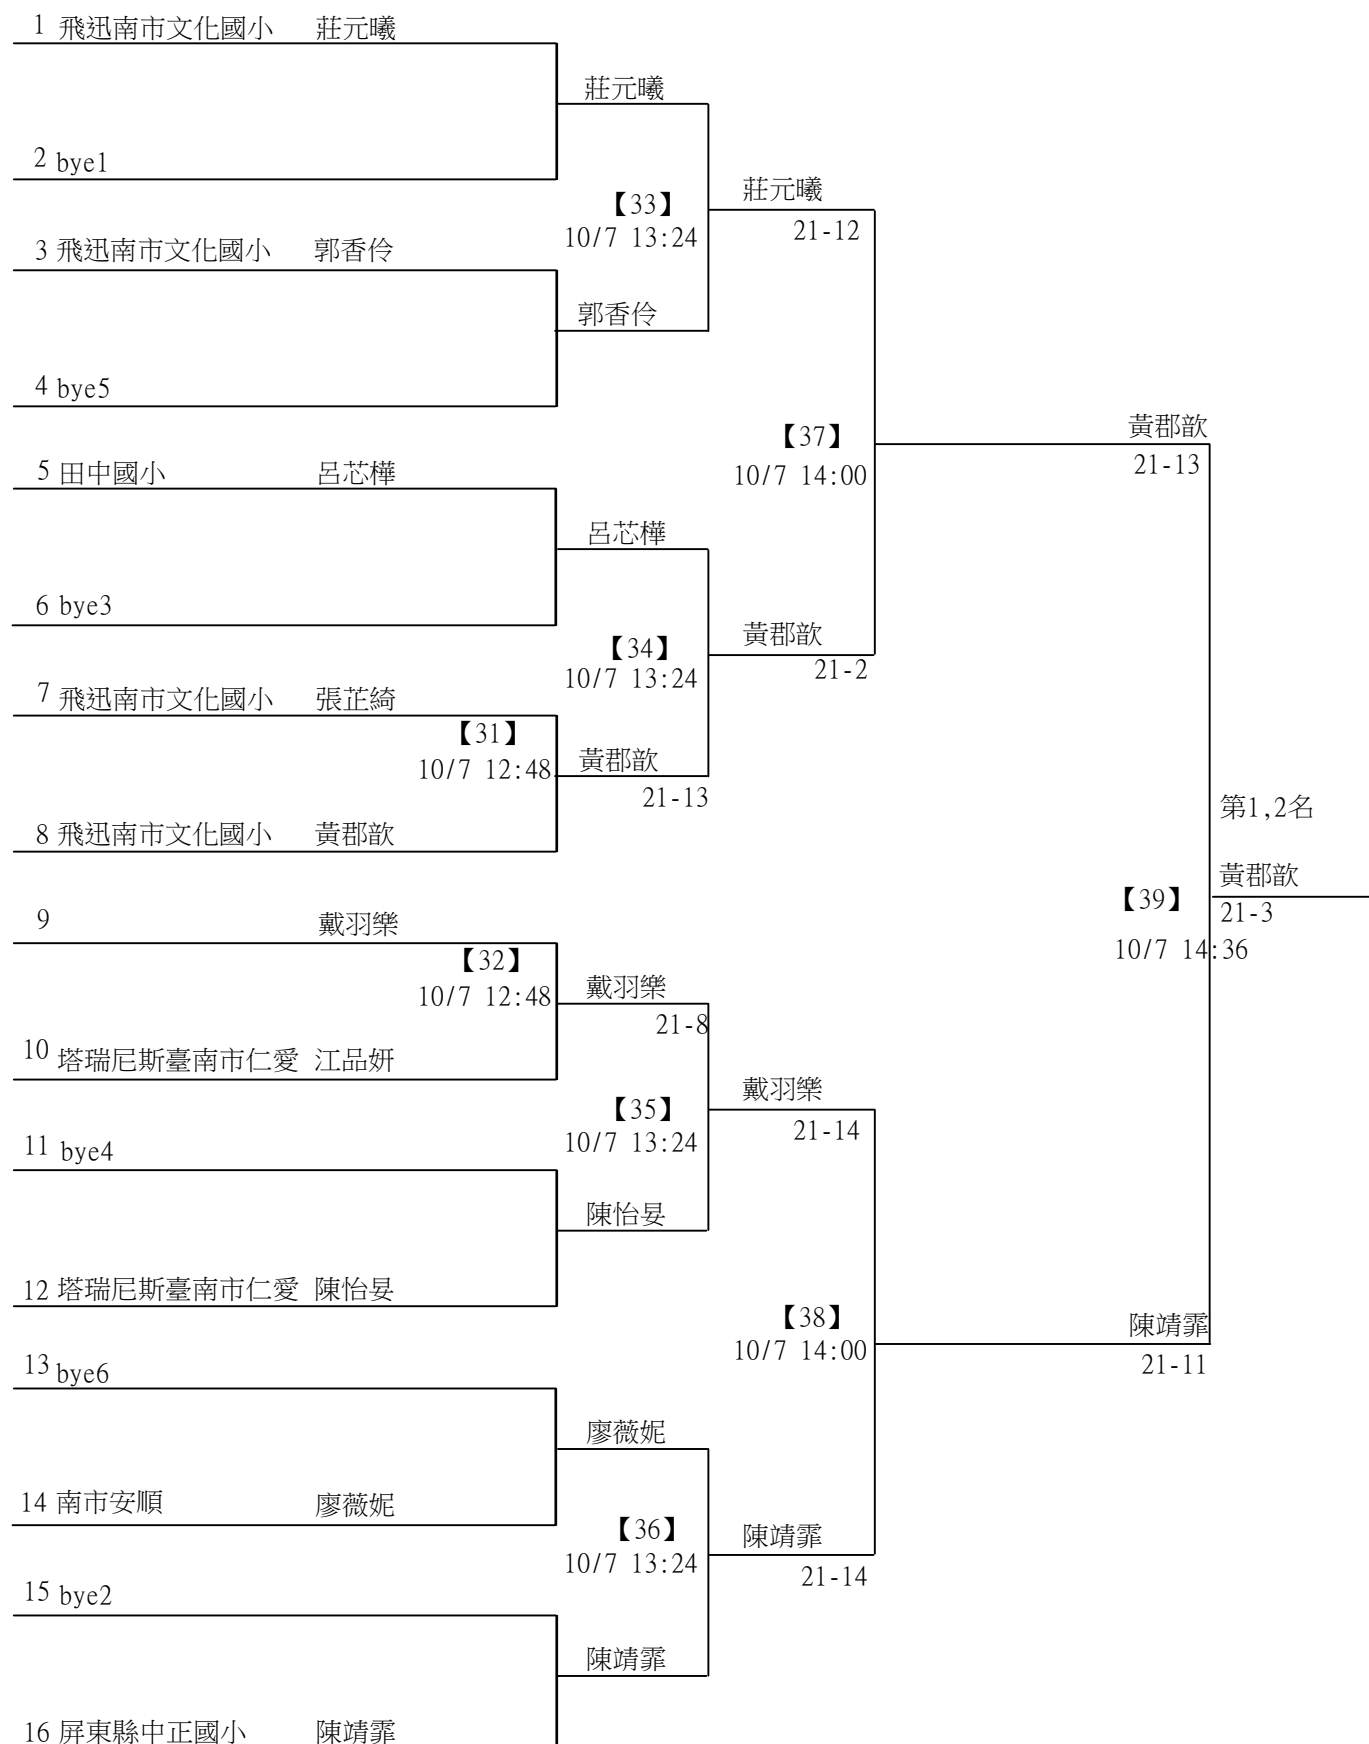 1 飛迅南市文化國小 莊元曦
莊元曦
2 bye1
【33】
10/7 13:24
莊元曦
21-12
3 飛迅南市文化國小 郭香伶
郭香伶
4 bye5
【37】
10/7 14:00
黃郡歆
21-13
5 田中國小 呂芯樺
呂芯樺
6 bye3
【34】
10/7 13:24
黃郡歆
21-2
7 飛迅南市文化國小 張芷綺
【31】
10/7 12:48
黃郡歆
21-13
8 飛迅南市文化國小 黃郡歆
第1,2名
黃郡歆
【39】
21-3
10/7 14:36
9 戴羽樂
【32】
10/7 12:48
戴羽樂
21-8
10 塔瑞尼斯臺南市仁愛 江品妍
【35】
10/7 13:24
戴羽樂
21-14
11 bye4
陳怡妟
12 塔瑞尼斯臺南市仁愛 陳怡妟
【38】
10/7 14:00
陳靖霏
21-11
13 bye6
廖薇妮
14 南市安順 廖薇妮
【36】
10/7 13:24
陳靖霏
21-14
15 bye2
陳靖霏
16 屏東縣中正國小 陳靖霏